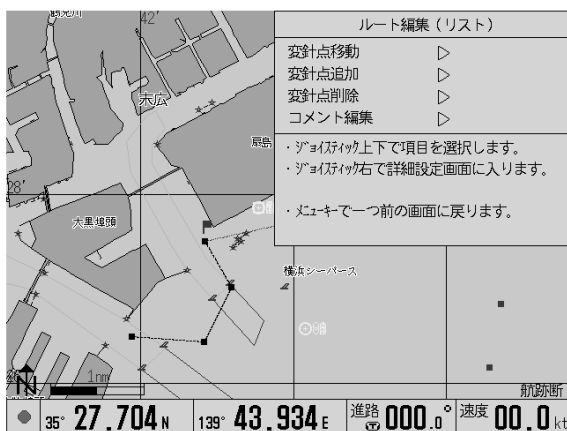 鶴見川
42'
ルート編集（リスト）
変針点移動 ▷
変針点追加 ▷
変針点削除 ▷
コメント編集 ▷
・ｼﾞｮｲｽﾃｨｯｸ上下で項目を選択します。
・ｼﾞｮｲｽﾃｨｯｸ右で詳細設定画面に入ります。
・ﾒﾆｭｰｷｰで一つ前の画面に戻ります。
末広
扇島
28'
大黒埠頭
横浜シーバース
N
1nm
航跡断
35° 27.704 N
139° 43.934 E
進路 000.0°
速度 00.0 kt